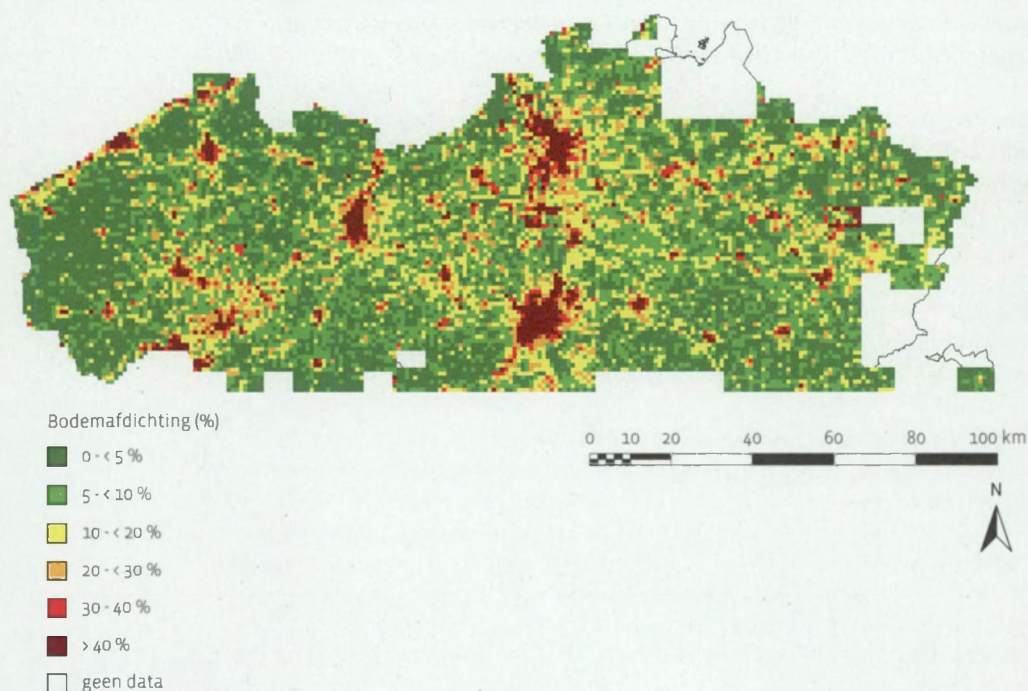 Bodemafdichting (%)
0 - < 5 %
5 - < 10 %
10 - < 20 %
20 - < 30 %
30 - 40 %
> 40 %
geen data
0 10 20 40 60 80 100 km
N